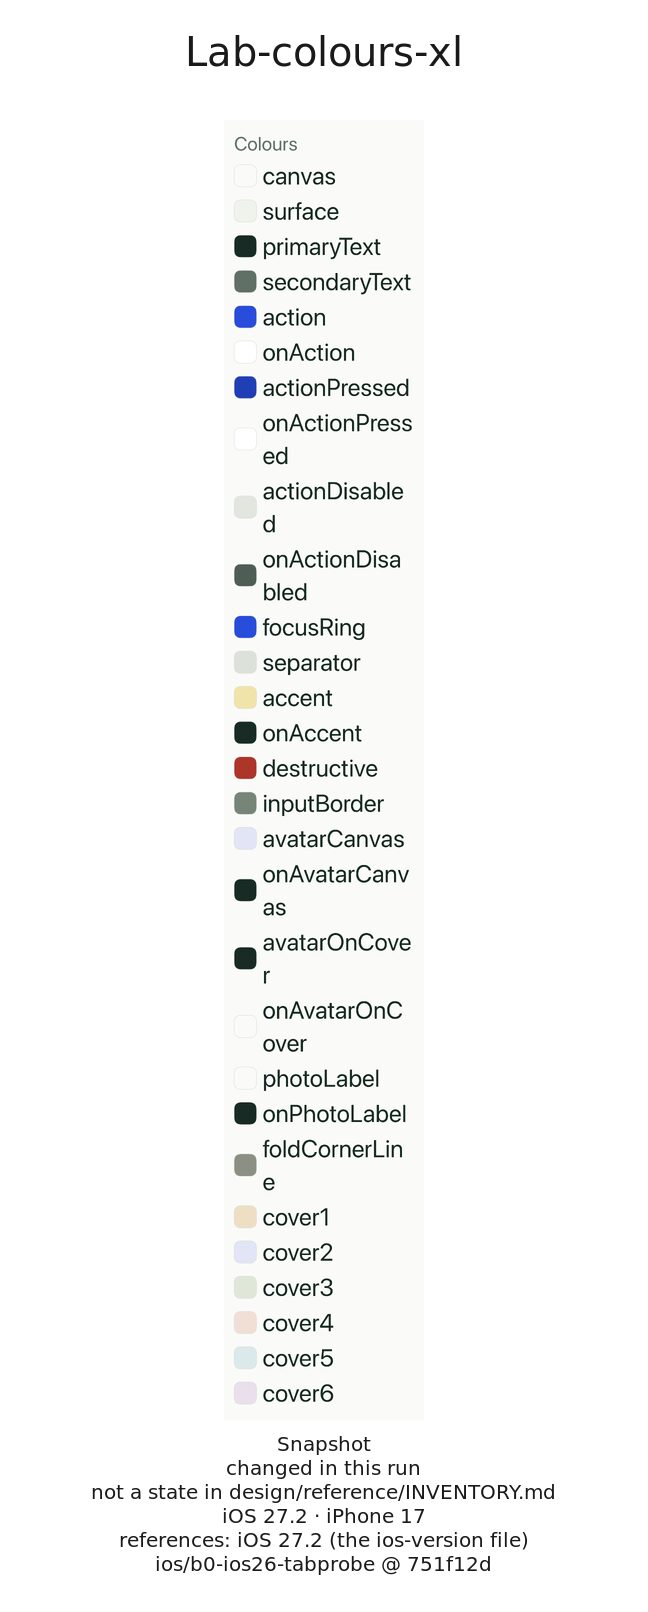 Lab-colours-xl
Colours
canvas
surface
primaryText
secondaryText
action
onAction
actionPressed
onActionPress
ed
actionDisable
d
onActionDisa
bled
focusRing
separator
accent
onAccent
destructive
inputBorder
avatarCanvas
onAvatarCanv
as
avatarOnCove
r
onAvatarOnC
over
photoLabel
onPhotoLabel
foldCornerLin
e
cover1
cover2
cover3
cover4
cover5
cover6
Snapshot
changed in this run
not a state in design/reference/INVENTORY.md
iOS 27.2 · iPhone 17
references: iOS 27.2 (the ios-version file)
ios/b0-ios26-tabprobe @ 751f12d